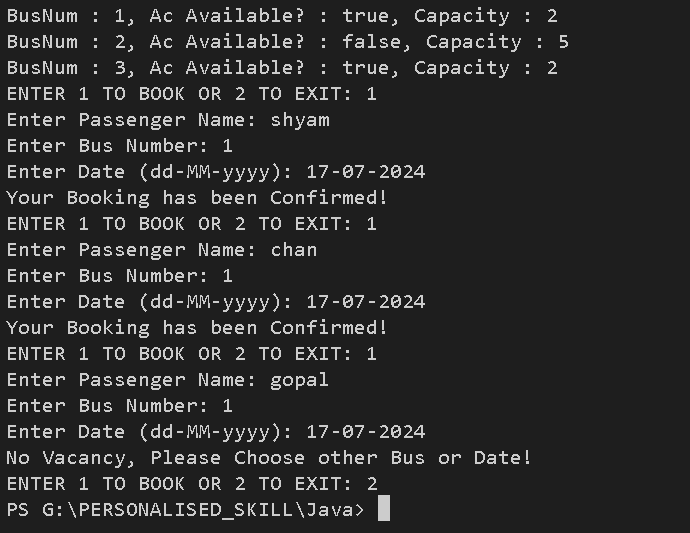 BusNum : 1, Ac Available? : true, Capacity : 2
BusNum : 2, Ac Available? : false, Capacity : 5
BusNum : 3, Ac Available? : true, Capacity : 2
ENTER 1 TO BOOK OR 2 TO EXIT: 1
Enter Passenger Name: shyam
Enter Bus Number: 1
Enter Date (dd-MM-yyyy): 17-07-2024
Your Booking has been Confirmed!
ENTER 1 TO BOOK OR 2 TO EXIT: 1
Enter Passenger Name: chan
Enter Bus Number: 1
Enter Date (dd-MM-yyyy): 17-07-2024
Your Booking has been Confirmed!
ENTER 1 TO BOOK OR 2 TO EXIT: 1
Enter Passenger Name: gopal
Enter Bus Number: 1
Enter Date (dd-MM-yyyy): 17-07-2024
No Vacancy, Please Choose other Bus or Date!
ENTER 1 TO BOOK OR 2 TO EXIT: 2
PS G:\PERSONALISED_SKILL\Java>